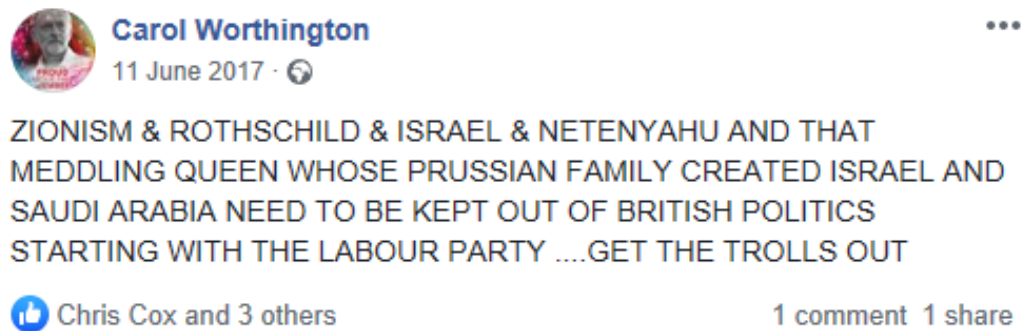 Carol Worthington
11 June 2017 ·
ZIONISM & ROTHSCHILD & ISRAEL & NETENYAHU AND THAT
MEDDLING QUEEN WHOSE PRUSSIAN FAMILY CREATED ISRAEL AND
SAUDI ARABIA NEED TO BE KEPT OUT OF BRITISH POLITICS
STARTING WITH THE LABOUR PARTY ....GET THE TROLLS OUT
Chris Cox and 3 others
1 comment 1 share